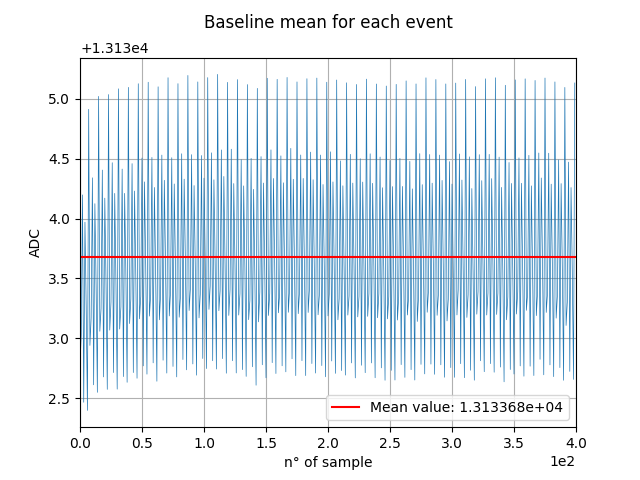 Baseline mean for each event
+1.313e4
5.0
4.5
4.0
3.5
3.0
2.5
ADC
Mean value: 1.313368e+04
0.0 0.5 1.0 1.5 2.0 2.5 3.0 3.5 4.0
n° of sample
1e2